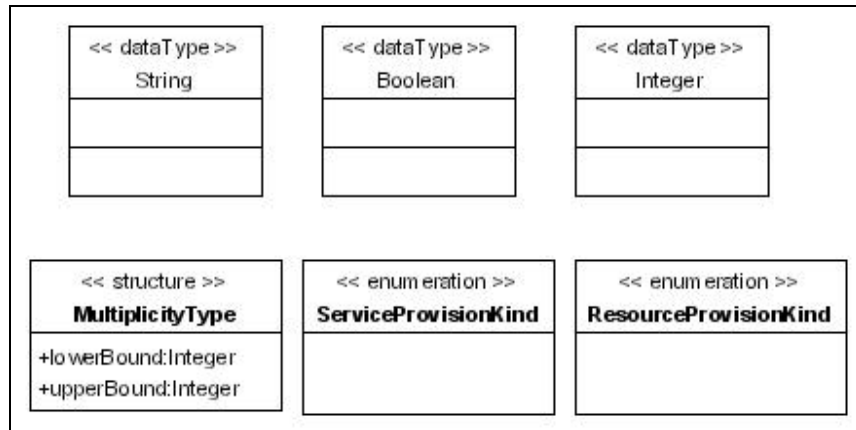 << dataType >>
String
<< dataType >>
Boolean
<< dataType >>
Integer
<< structure >>
MultiplicityType
+lowerBound:Integer
+upperBound:Integer
<< enumeration >>
ServiceProvisionKind
<< enumeration >>
ResourceProvisionKind